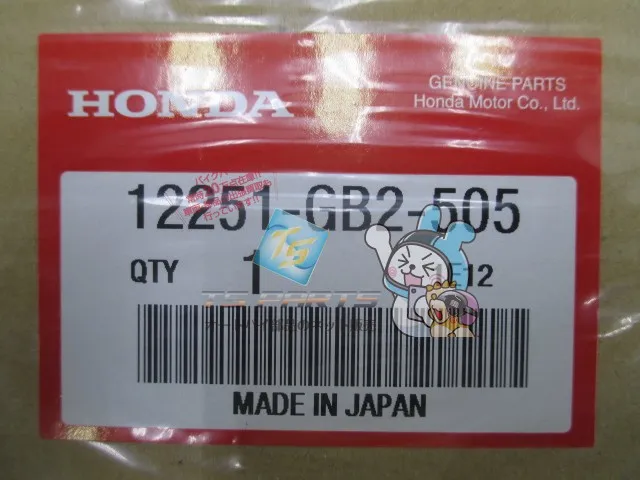 HONDA
GENUINE PARTS
Honda Motor Co., Ltd.
12251-GB2-505
QTY 1
12
TS PARTS
MADE IN JAPAN